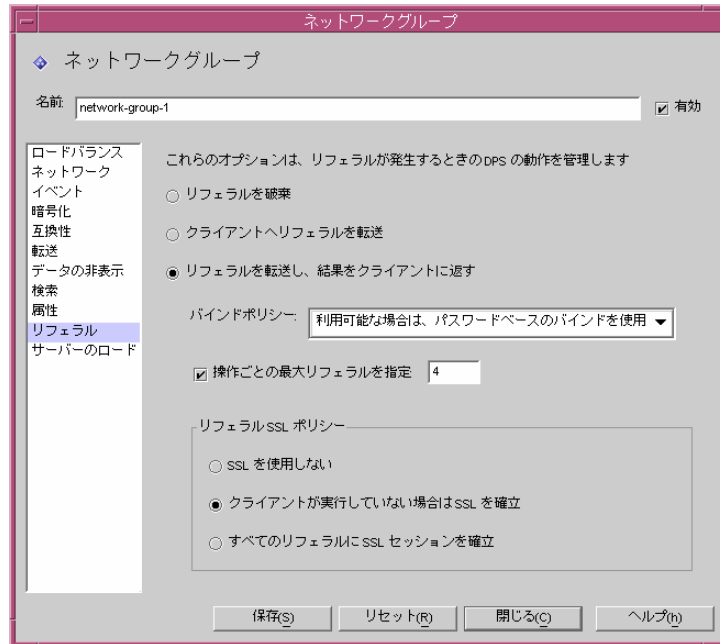 ネットワークグループ
ネットワークグループ
名前: network-group-1 有効
ロードバランス
ネットワーク
イベント
暗号化
互換性
転送
データの非表示
検索
属性
リフェラル
サーバーのロード
これらのオプションは、リフェラルが発生するときのDPS の動作を管理します
リフェラルを破棄
クライアントへリフェラルを転送
リフェラルを転送し、結果をクライアントに返す
バインドポリシー: 利用可能な場合は、パスワードベースのバインドを使用
操作ごとの最大リフェラルを指定 4
リフェラル SSL ポリシー
SSL を使用しない
クライアントが実行していない場合は SSL を確立
すべてのリフェラルに SSL セッションを確立
保存(S) リセット(R) 閉じる(C) ヘルプ(h)